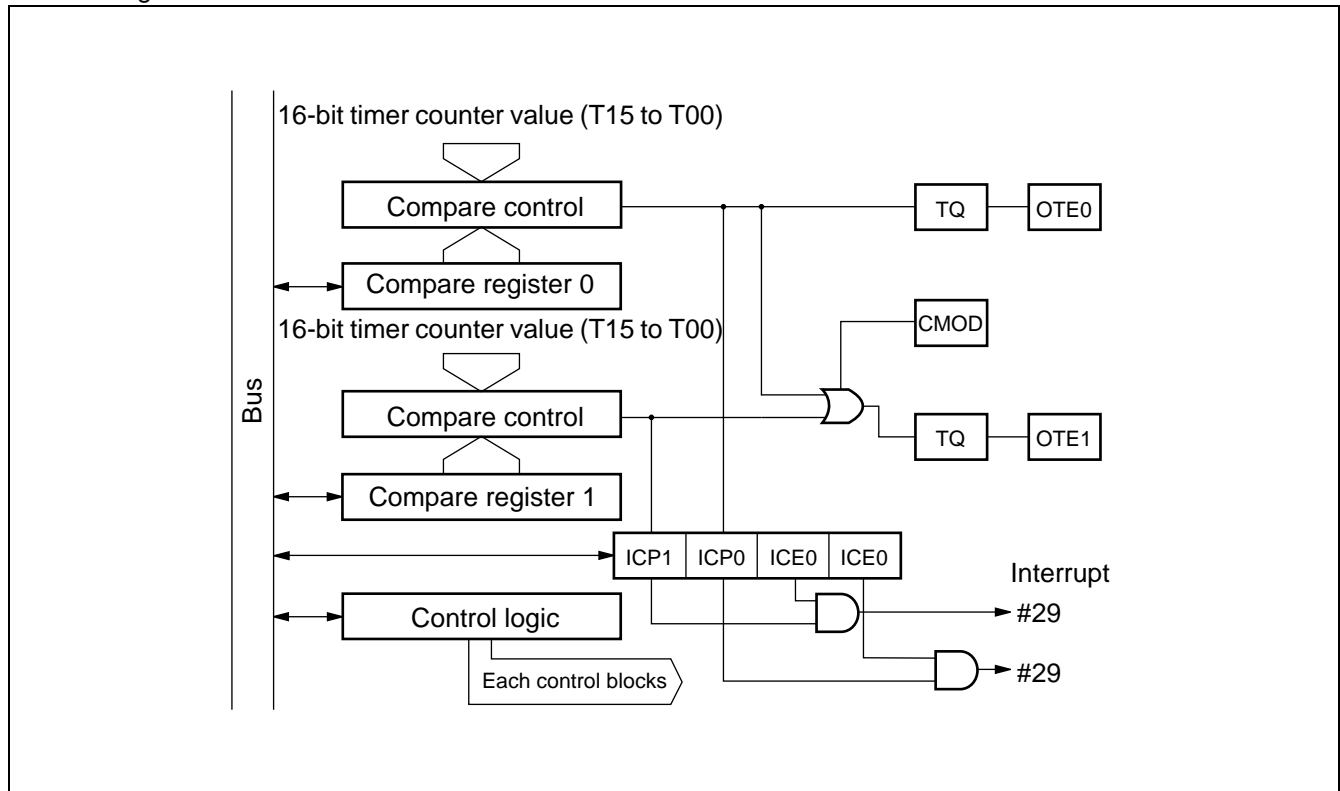 16-bit timer counter value (T15 to T00)
Compare control
TQ
OTE0
Compare register 0
16-bit timer counter value (T15 to T00)
CMOD
Bus
Compare control
TQ
OTE1
Compare register 1
ICP1 ICP0 ICE0 ICE0
Interrupt
#29
Control logic
#29
Each control blocks